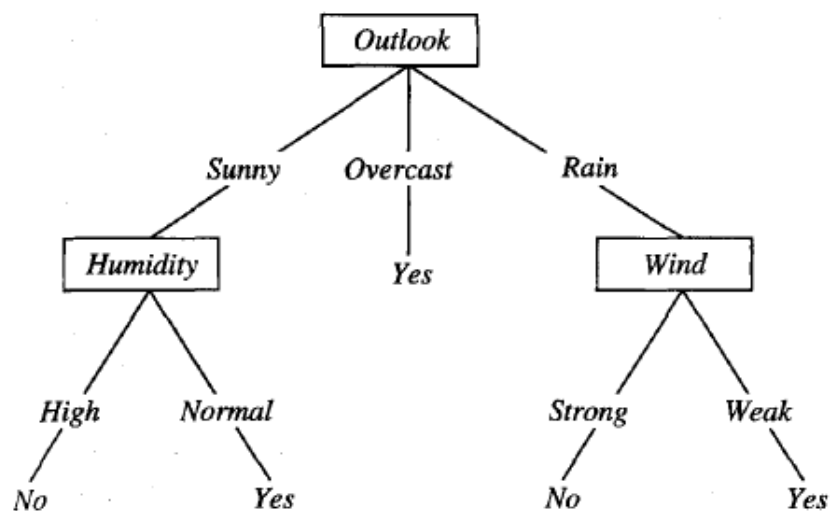 Outlook
Sunny Overcast Rain
Humidity Yes Wind
High Normal Strong Weak
No Yes No Yes